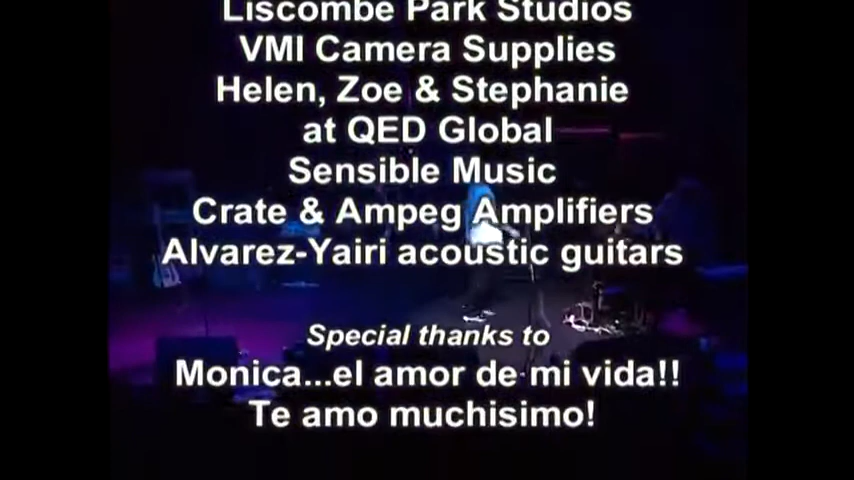 Liscombe Park Studios
VMI Camera Supplies
Helen, Zoe & Stephanie
at QED Global
Sensible Music
Crate & Ampeg Amplifiers
Alvarez-Yairi acoustic guitars
Special thanks to
Monica...el amor de mi vida!!
Te amo muchisimo!